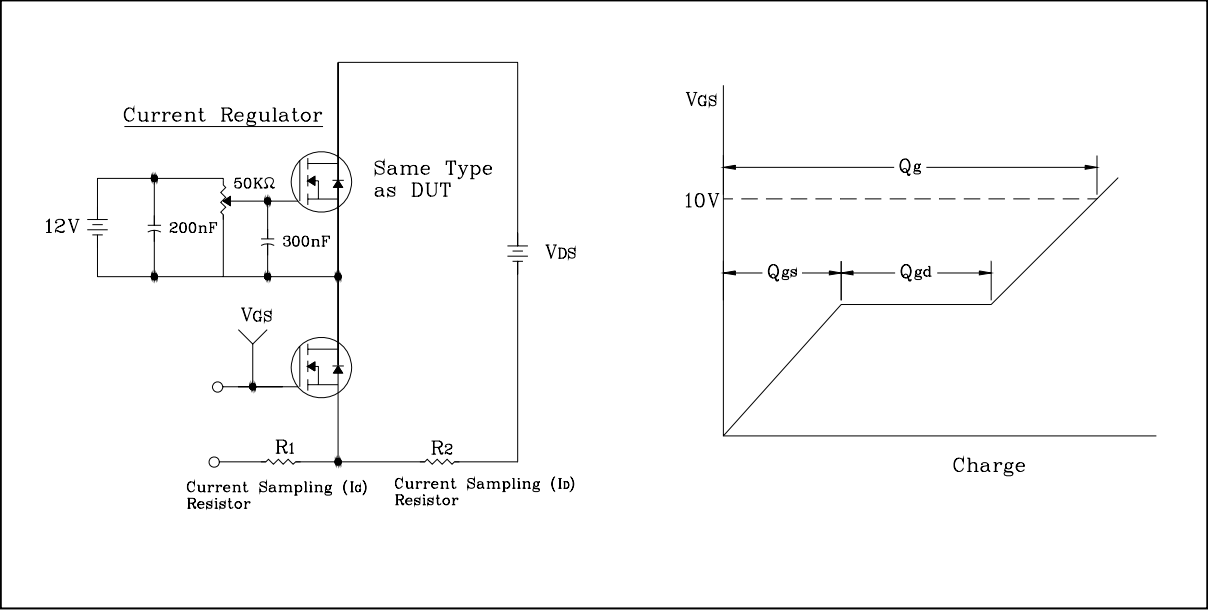 Current Regulator
Same Type
as DUT
50KΩ
12V
200nF
300nF
VDS
VGS
R1
R2
Current Sampling (IG)
Resistor
Current Sampling (ID)
Resistor
VGS
Qg
10V
Qgs
Qgd
Charge